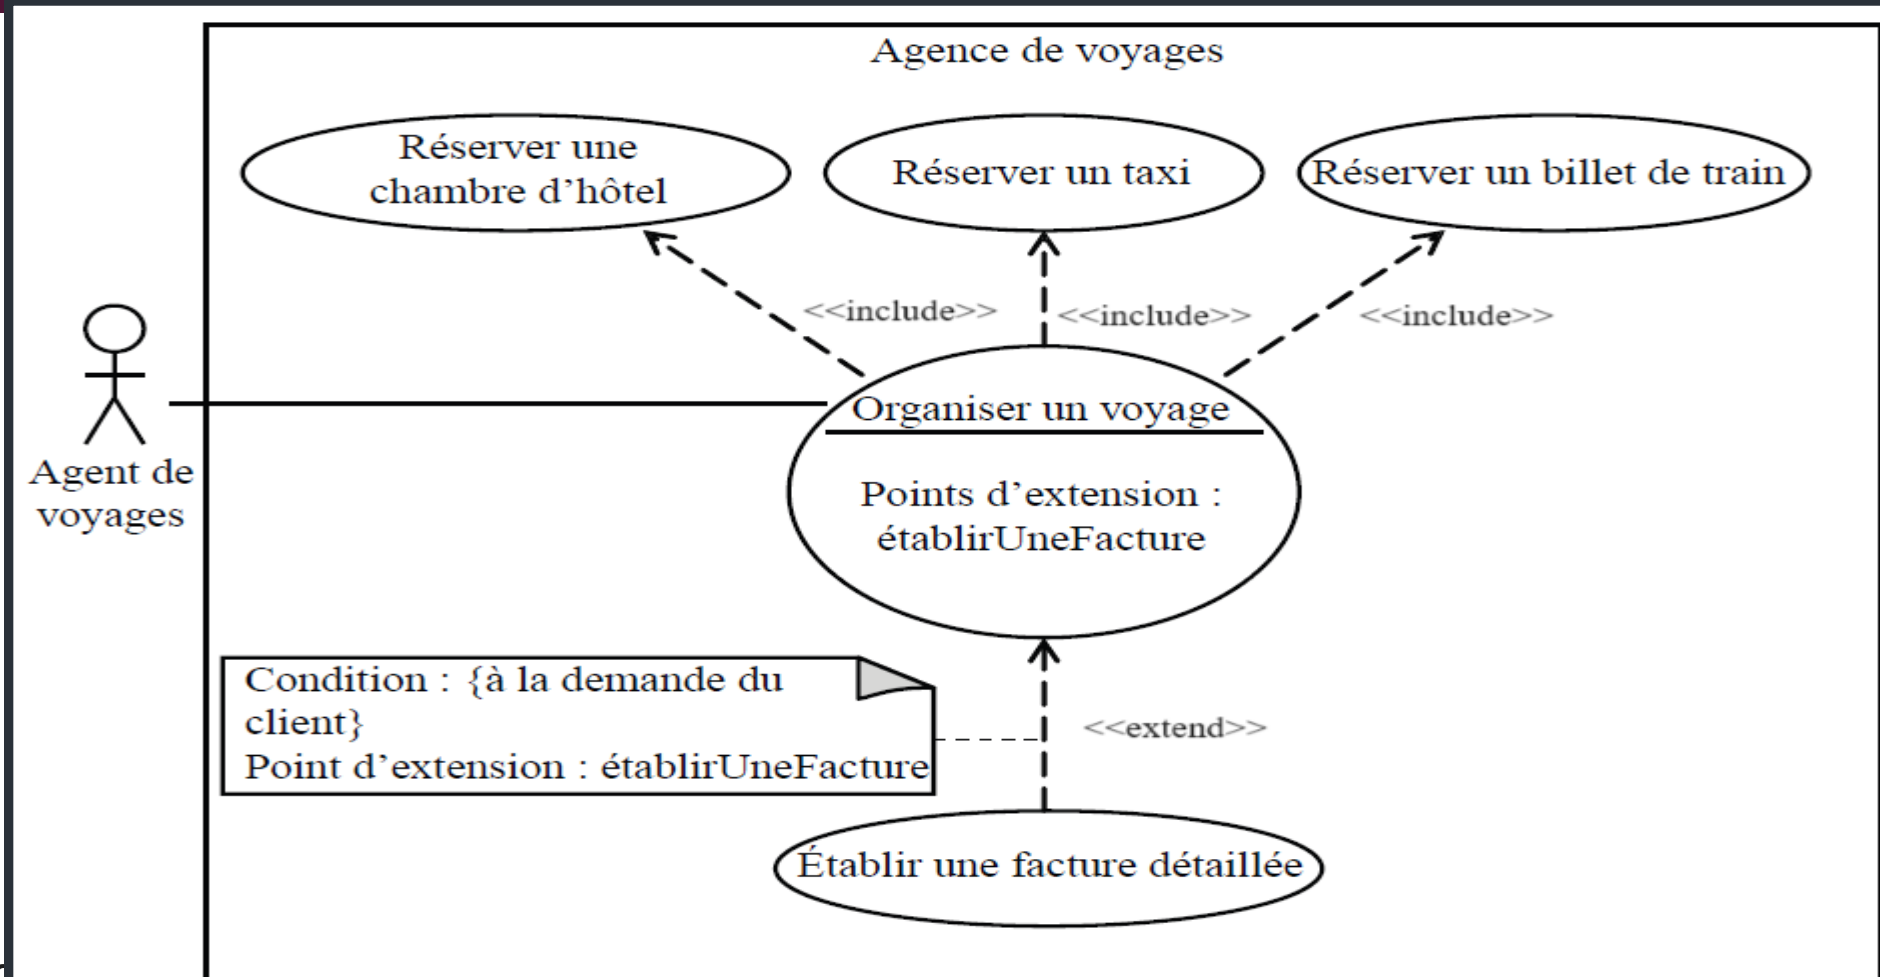 Agence de voyages
Réserver une
chambre d'hôtel
Réserver un taxi
Réserver un billet de train
<<include>>
<<include>>
<<include>>
Organiser un voyage
Points d'extension :
établirUneFacture
Agent de
voyages
Condition : {à la demande du
client}
Point d'extension : établirUneFacture
<<extend>>
Établir une facture détaillée